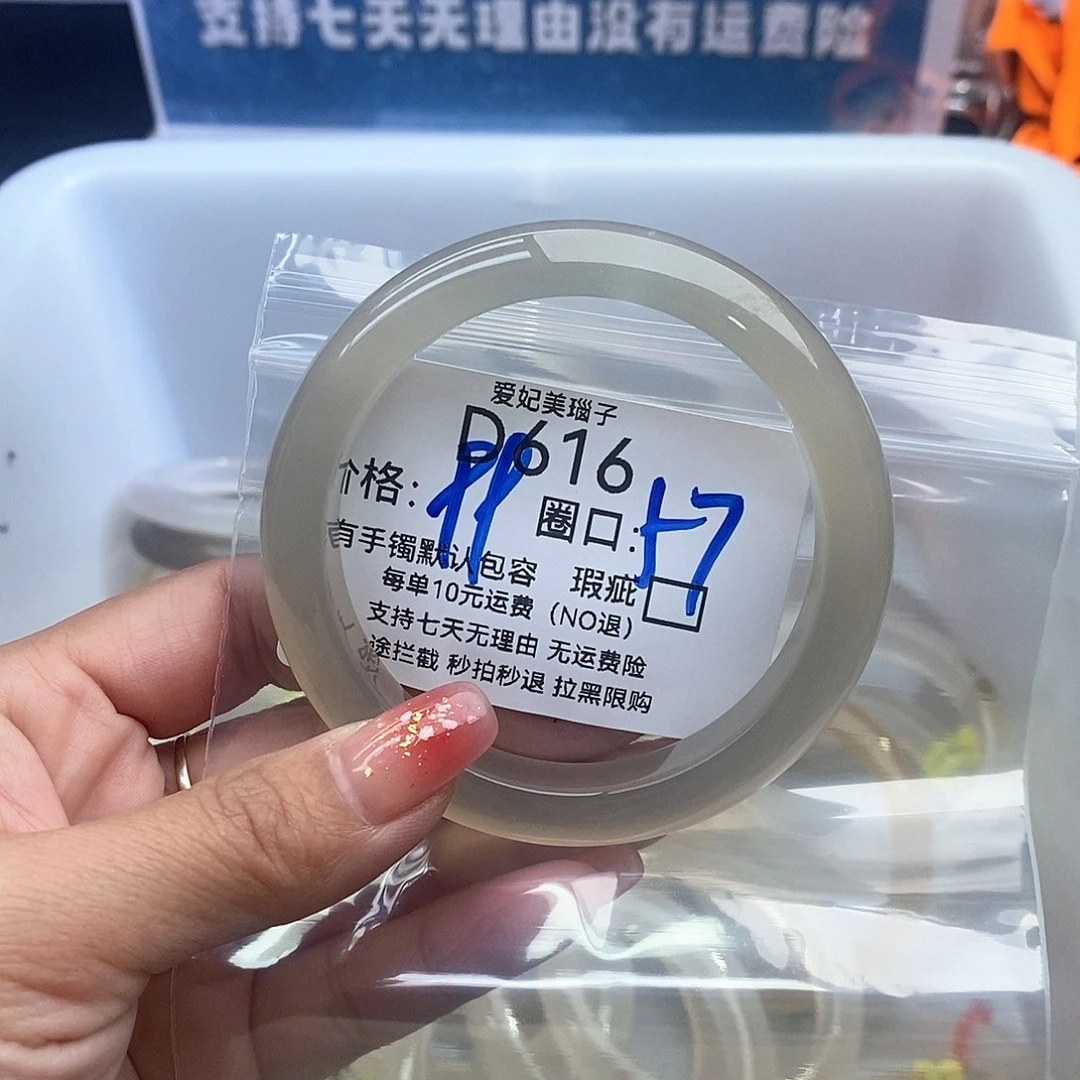 支持七天无理由没有运费险
爱妃美瑙子
D616
价格: 99 圈口: 57
有手镯默认包容 瑕疵
每单10元运费 (NO退)
支持七天无理由 无运费险
途拦截 秒拍秒退 拉黑限购